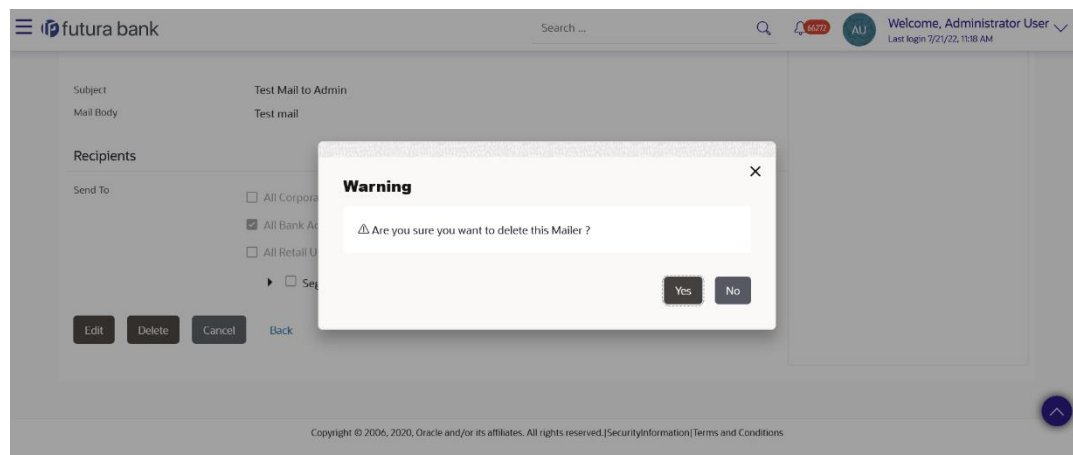 futura bank
Search ...
66272
AU
Welcome, Administrator User
Last login 7/21/22, 11:18 AM
Subject Test Mail to Admin
Mail Body Test mail
Recipients
Send To
All Corpora
All Bank Ad
All Retail U
Seg
Warning
Are you sure you want to delete this Mailer ?
Yes No
Edit Delete Cancel Back
Copyright © 2006, 2020, Oracle and/or its affiliates. All rights reserved.|SecurityInformation|Terms and Conditions